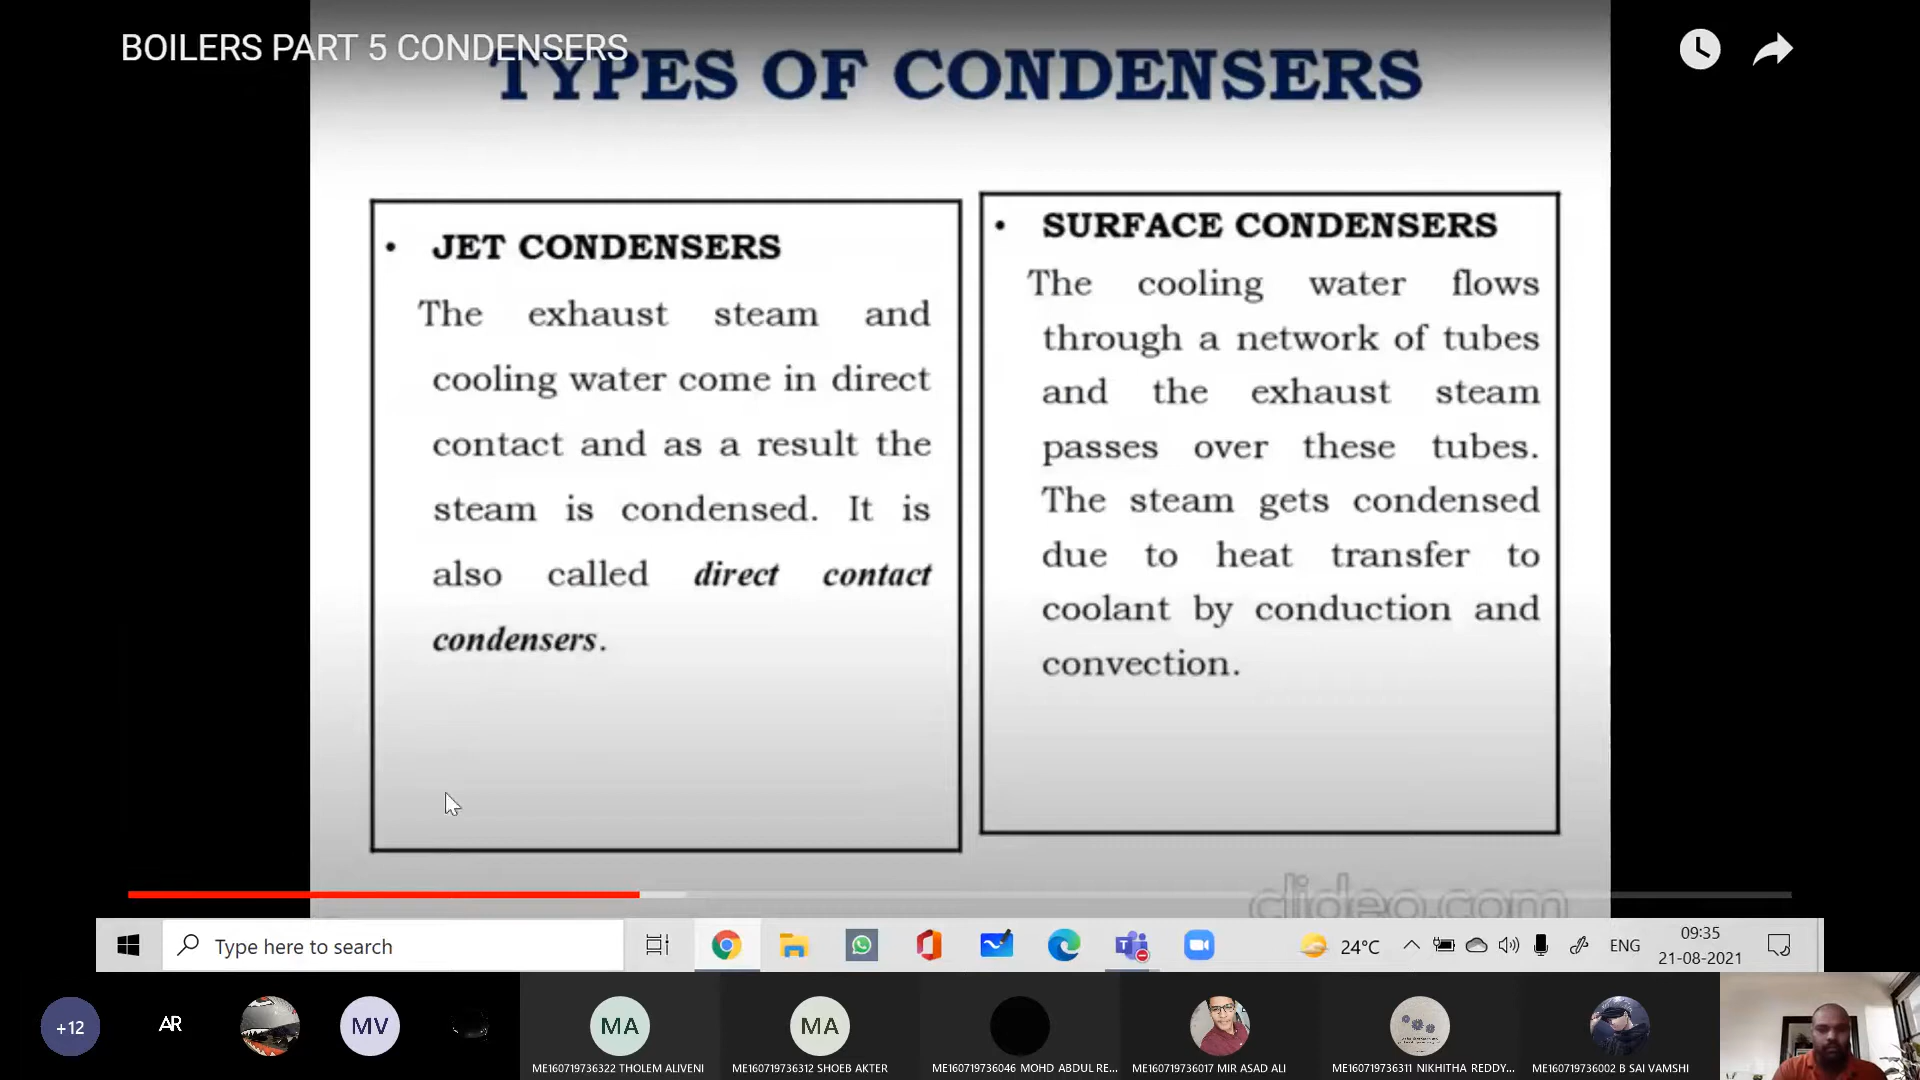 BOILERS PART 5 CONDENSERS
TYPES OF CONDENSERS
• JET CONDENSERS
The exhaust steam and
cooling water come in direct
contact and as a result the
steam is condensed. It is
also called direct contact
condensers.
• SURFACE CONDENSERS
The cooling water flows
through a network of tubes
and the exhaust steam
passes over these tubes.
The steam gets condensed
due to heat transfer to
coolant by conduction and
convection.
clideo.com
Type here to search
24°C
ENG
09:35
21-08-2021
+12
AR
MV
MA
MA
ME160719736322 THOLEM ALIVENI
ME160719736312 SHOEB AKTER
ME160719736046 MOHD ABDUL RE...
ME160719736017 MIR ASAD ALI
ME160719736311 NIKHITHA REDDY...
ME160719736002 B SAI VAMSHI